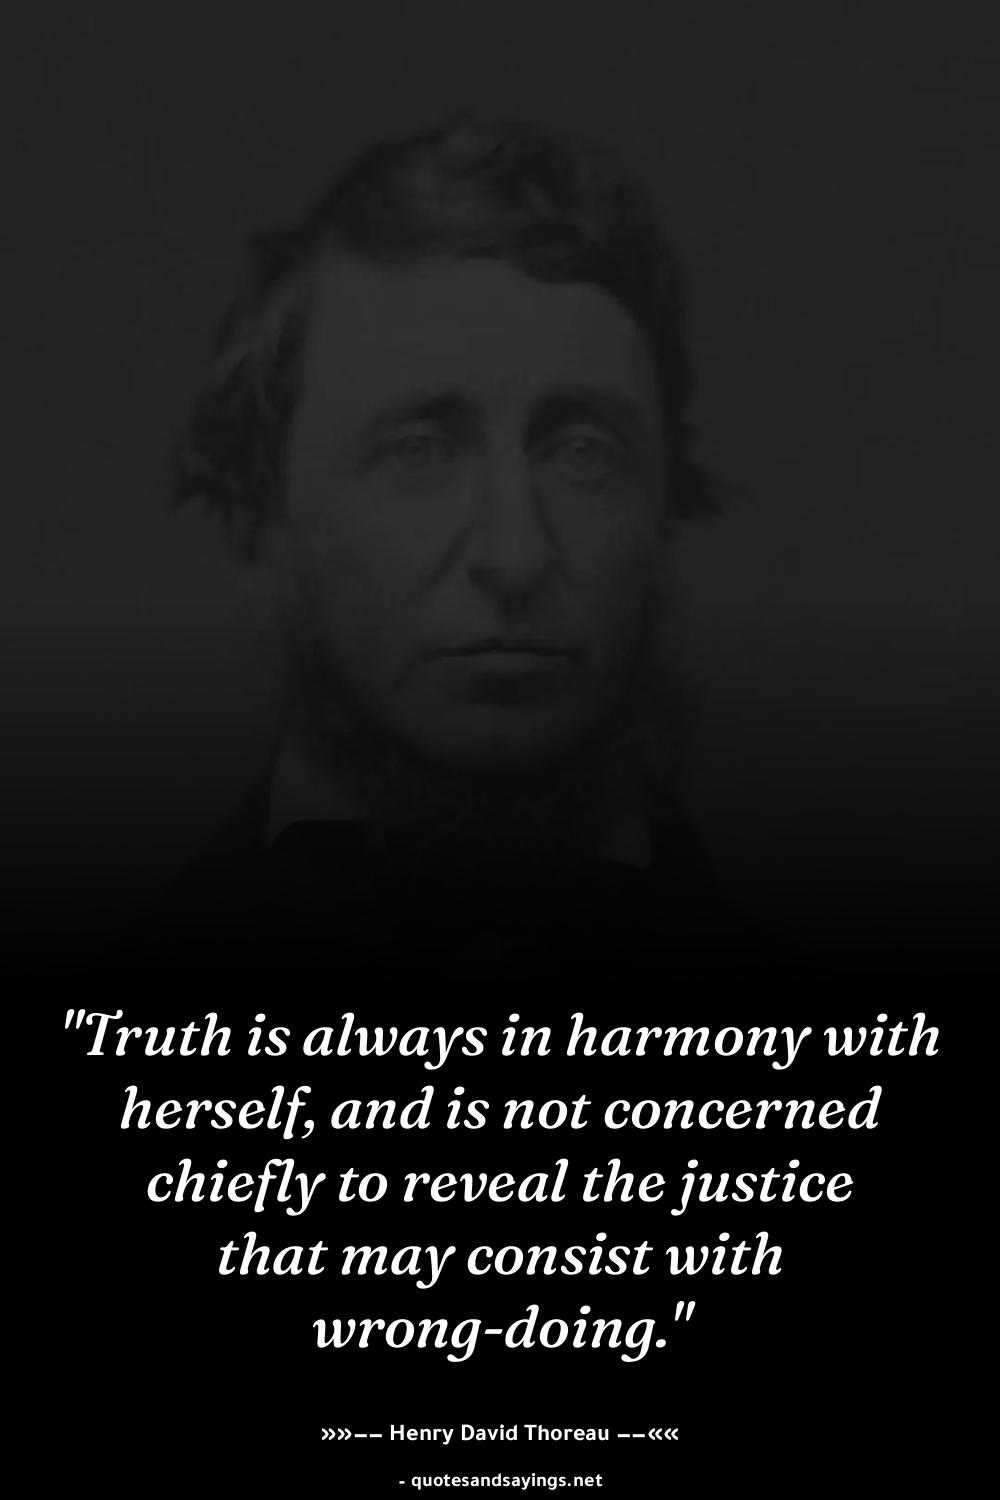 "Truth is always in harmony with
herself, and is not concerned
chiefly to reveal the justice
that may consist with
wrong-doing."
»»–– Henry David Thoreau ––««
- quotesandsayings.net